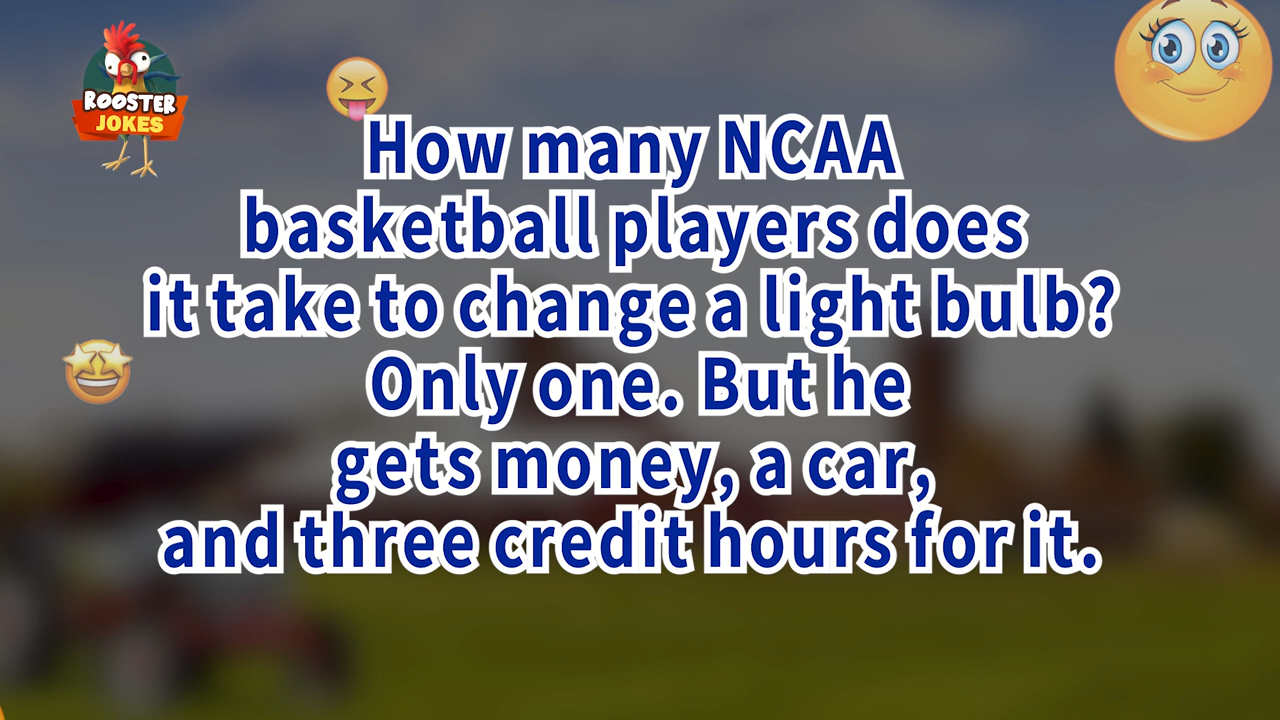 ROOSTER
JOKES
How many NCAA
basketball players does
it take to change a light bulb?
Only one. But he
gets money, a car,
and three credit hours for it.